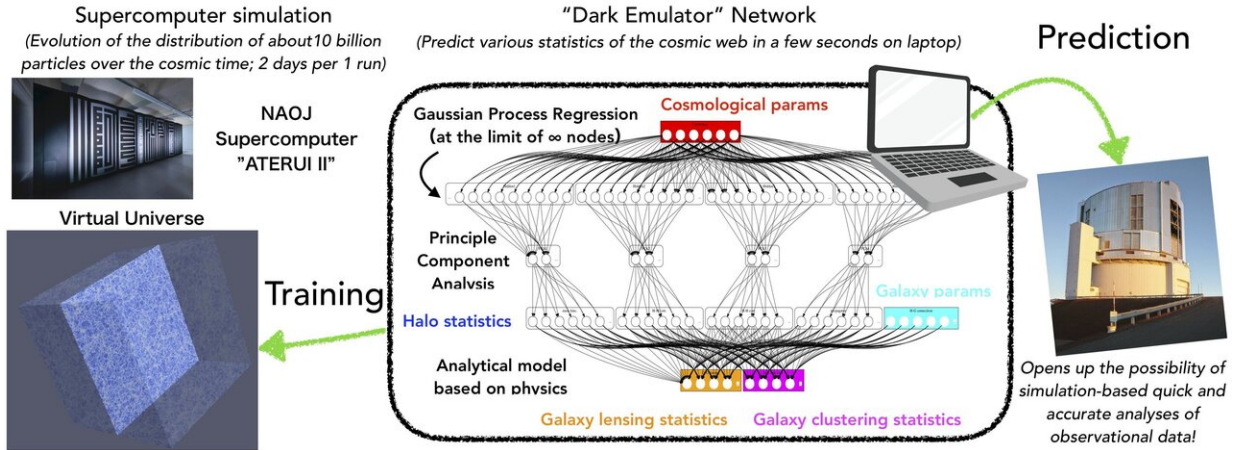 Supercomputer simulation
(Evolution of the distribution of about10 billion
particles over the cosmic time; 2 days per 1 run)
NAOJ
Supercomputer
"ATERUI II"
Virtual Universe
Training
“Dark Emulator” Network
(Predict various statistics of the cosmic web in a few seconds on laptop)
Gaussian Process Regression
(at the limit of ∞ nodes)
Cosmological params
Principle
Component
Analysis
Galaxy params
Halo statistics
Analytical model
based on physics
Galaxy lensing statistics
Galaxy clustering statistics
Prediction
Opens up the possibility of
simulation-based quick and
accurate analyses of
observational data!